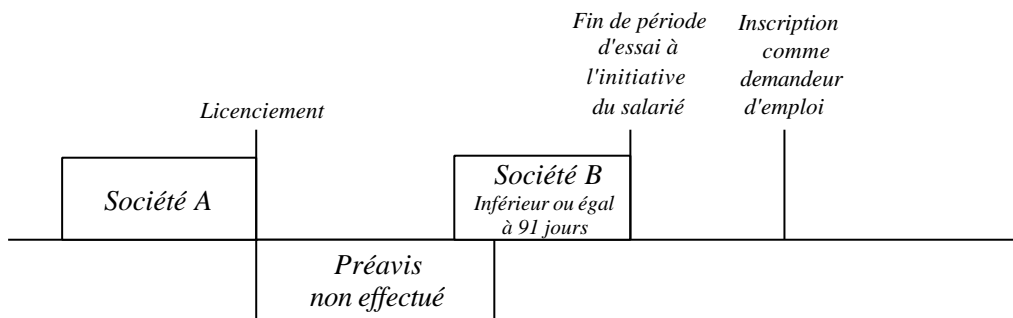 Fin de période
d'essai à
l'initiative
du salarié
Inscription
comme
demandeur
d'emploi
Licenciement
Société A
Société B
Inférieur ou égal
à 91 jours
Préavis
non effectué